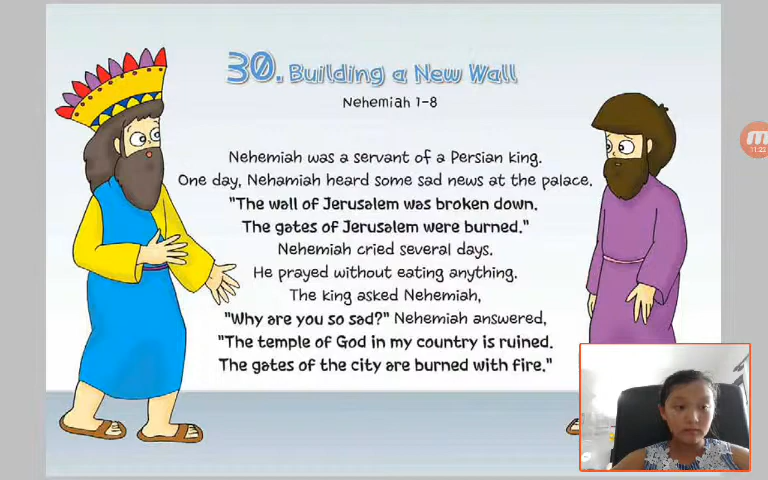 30. Building a New Wall
Nehemiah 1-8
Nehemiah was a servant of a Persian king.
One day, Nehamiah heard some sad news at the palace.
"The wall of Jerusalem was broken down.
The gates of Jerusalem were burned."
Nehemiah cried several days.
He prayed without eating anything.
The king asked Nehemiah,
"Why are you so sad?" Nehemiah answered,
"The temple of God in my country is ruined.
The gates of the city are burned with fire."
11:22